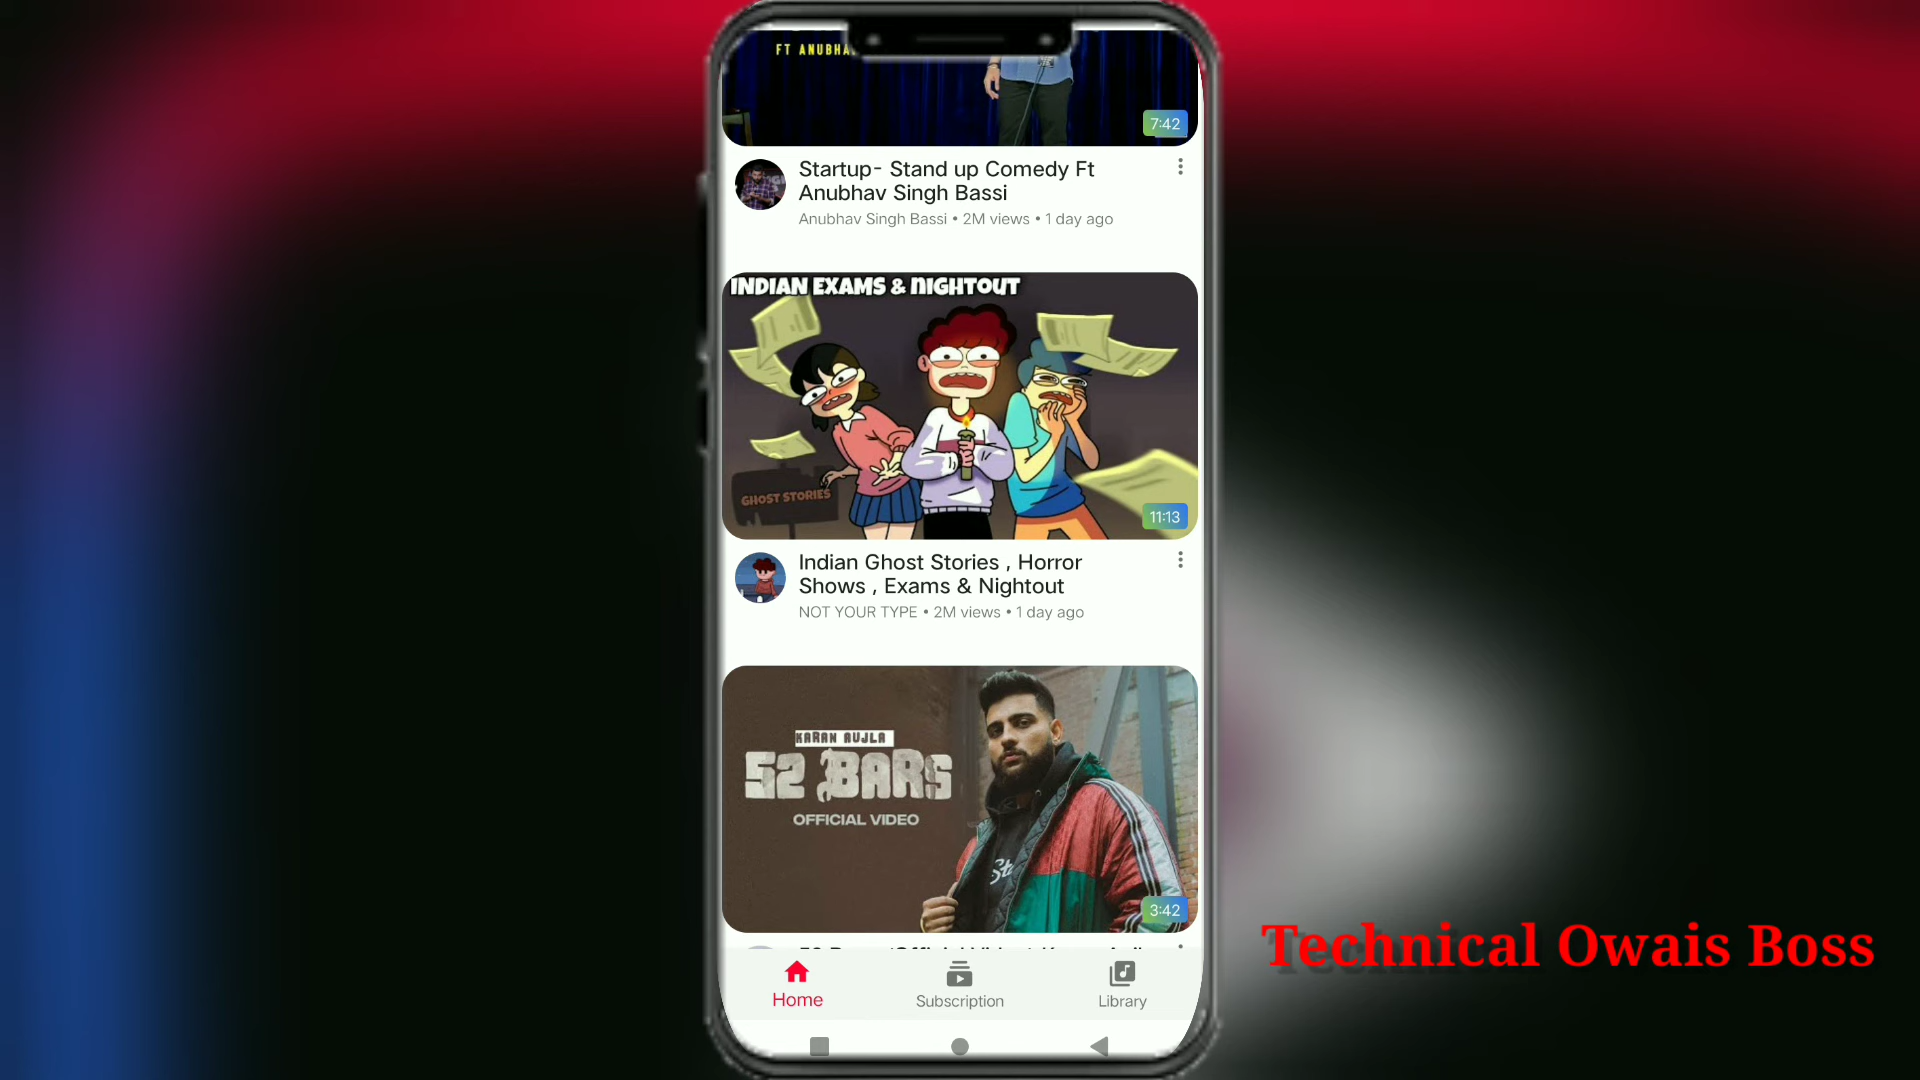 FT ANUBHA
7:42
Startup- Stand up Comedy Ft
Anubhav Singh Bassi
Anubhav Singh Bassi • 2M views • 1 day ago
INDIAN EXAMS & NIGHTOUT
GHOST STORIES
11:13
Indian Ghost Stories , Horror
Shows , Exams & Nightout
NOT YOUR TYPE • 2M views • 1 day ago
KARAN AUJLA
52 BARS
OFFICIAL VIDEO
3:42
Home
Subscription
Library
Technical Owais Boss